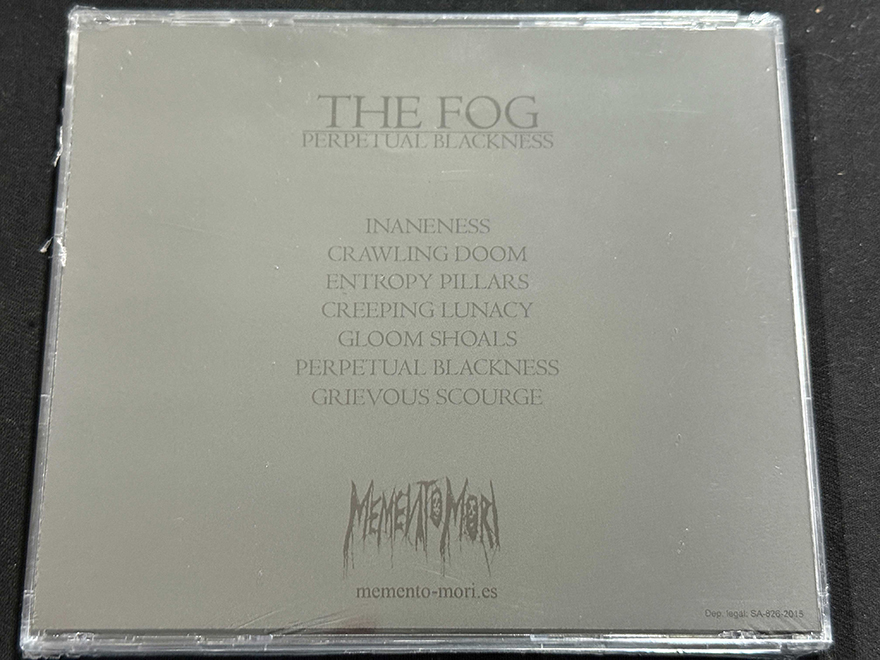 THE FOG
PERPETUAL BLACKNESS
INANENESS
CRAWLING DOOM
ENTROPY PILLARS
CREEPING LUNACY
GLOOM SHOALS
PERPETUAL BLACKNESS
GRIEVOUS SCOURGE
MEMENTO MORI
memento-mori.es
Dep. legal: SA-826-2015